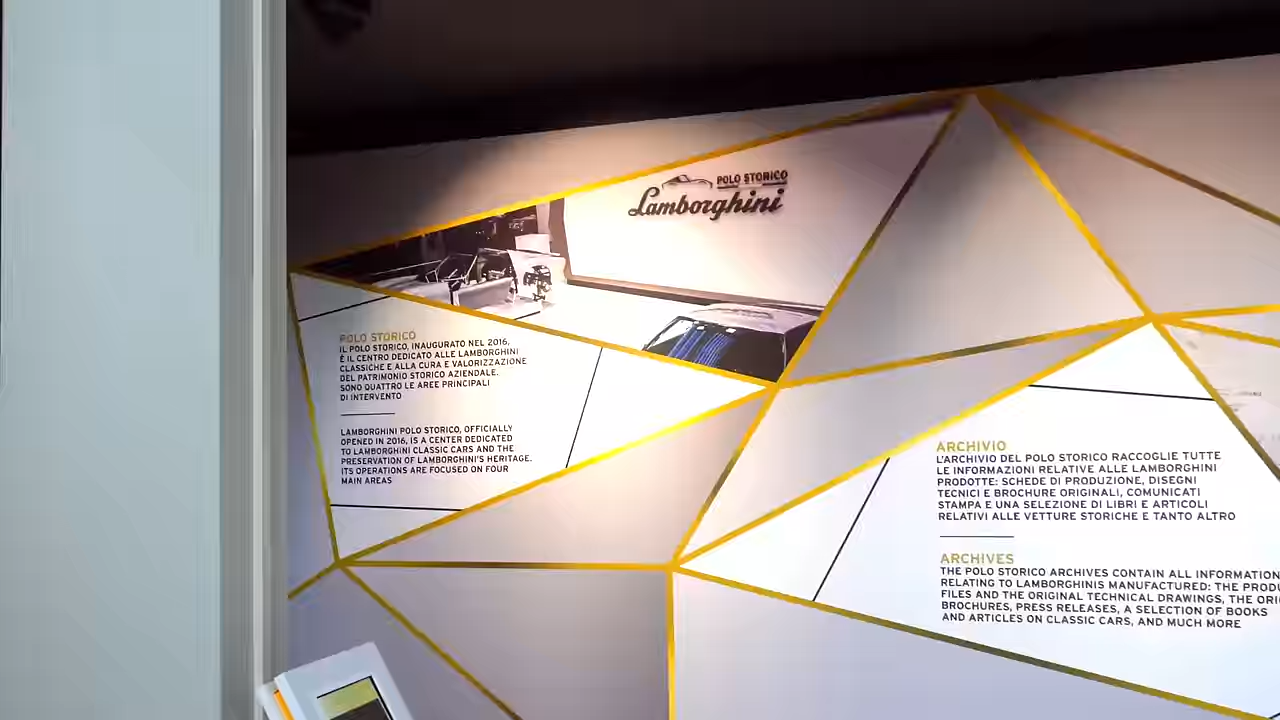 POLO STORICO
Lamborghini
POLO STORICO
IL POLO STORICO, INAUGURATO NEL 2016,
È IL CENTRO DEDICATO ALLE LAMBORGHINI
CLASSICHE E ALLA CURA E VALORIZZAZIONE
DEL PATRIMONIO STORICO AZIENDALE.
SONO QUATTRO LE AREE PRINCIPALI
DI INTERVENTO
LAMBORGHINI POLO STORICO, OFFICIALLY
OPENED IN 2016, IS A CENTER DEDICATED
TO LAMBORGHINI CLASSIC CARS AND THE
PRESERVATION OF LAMBORGHINI'S HERITAGE.
ITS OPERATIONS ARE FOCUSED ON FOUR
MAIN AREAS
ARCHIVIO
L'ARCHIVIO DEL POLO STORICO RACCOGLIE TUTTE
LE INFORMAZIONI RELATIVE ALLE LAMBORGHINI
PRODOTTE: SCHEDE DI PRODUZIONE, DISEGNI
TECNICI E BROCHURE ORIGINALI, COMUNICATI
STAMPA E UNA SELEZIONE DI LIBRI E ARTICOLI
RELATIVI ALLE VETTURE STORICHE E TANTO ALTRO
ARCHIVES
THE POLO STORICO ARCHIVES CONTAIN ALL INFORMATION
RELATING TO LAMBORGHINIS MANUFACTURED: THE PRODU
FILES AND THE ORIGINAL TECHNICAL DRAWINGS, THE ORI
BROCHURES, PRESS RELEASES, A SELECTION OF BOOKS
AND ARTICLES ON CLASSIC CARS, AND MUCH MORE